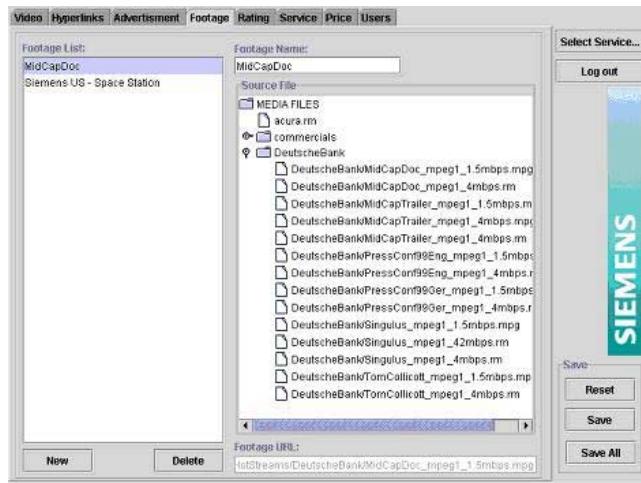 Video Hyperlinks Advertisment Footage Rating Service Price Users
Footage List:
MidCapDoc
Siemens US - Space Station
New
Delete
Footage Name:
MidCapDoc
Source File
MEDIA FILES
acura.rm
commercials
DeutscheBank
DeutscheBank/MidCapDoc_mpeg1_1.5mbps.mpg
DeutscheBank/MidCapDoc_mpeg1_4mbps.rm
DeutscheBank/MidCapTrailer_mpeg1_1.5mbps.m
DeutscheBank/MidCapTrailer_mpeg1_4mbps.mpg
DeutscheBank/MidCapTrailer_mpeg1_4mbps.rm
DeutscheBank/PressConf99Eng_mpeg1_1.5mbps
DeutscheBank/PressConf99Eng_mpeg1_4mbps.r
DeutscheBank/PressConf99Ger_mpeg1_1.5mbps
DeutscheBank/PressConf99Ger_mpeg1_4mbps.r
DeutscheBank/Singulus_mpeg1_1.5mbps.mpg
DeutscheBank/Singulus_mpeg1_42mbps.rm
DeutscheBank/Singulus_mpeg1_4mbps.rm
DeutscheBank/TomCollicott_mpeg1_1.5mbps.mp
DeutscheBank/TomCollicott_mpeg1_4mbps.rm
Footage URL:
lotStreams/DeutscheBank/MidCapDoc_mpeg1_1.5mbps.mpg
Select Service...
Log out
SIEMENS
Save
Reset
Save
Save All